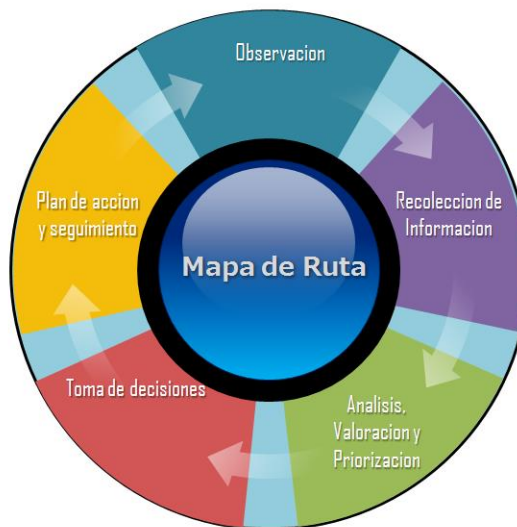 Observacion
Recoleccion de
Informacion
Analisis,
Valoracion y
Priorizacion
Toma de decisiones
Plan de accion
y seguimiento
Mapa de Ruta